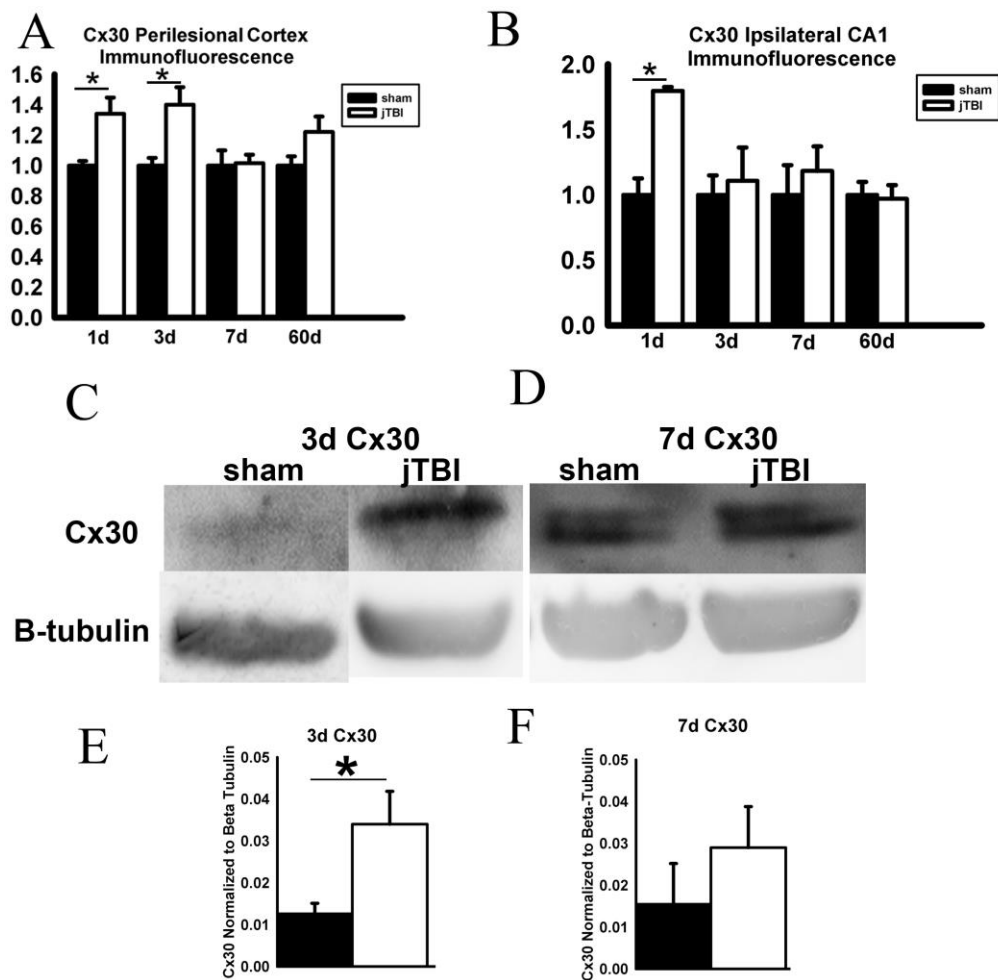 A
Cx30 Perilesional Cortex
Immunofluorescence
1.6
1.4
1.2
1.0
0.8
0.6
0.4
0.2
0.0
*
*
sham
jTBI
1d 3d 7d 60d
B
Cx30 Ipsilateral CA1
Immunofluorescence
2.0
1.5
1.0
0.5
0.0
*
sham
jTBI
1d 3d 7d 60d
C
3d Cx30
sham jTBI
D
7d Cx30
sham jTBI
Cx30
B-tubulin
E
3d Cx30
Cx30 Normalized to Beta Tubulin
0.05
0.04
0.03
0.02
0.01
0.00
*
F
7d Cx30
Cx30 Normalized to Beta-Tubulin
0.05
0.04
0.03
0.02
0.01
0.00